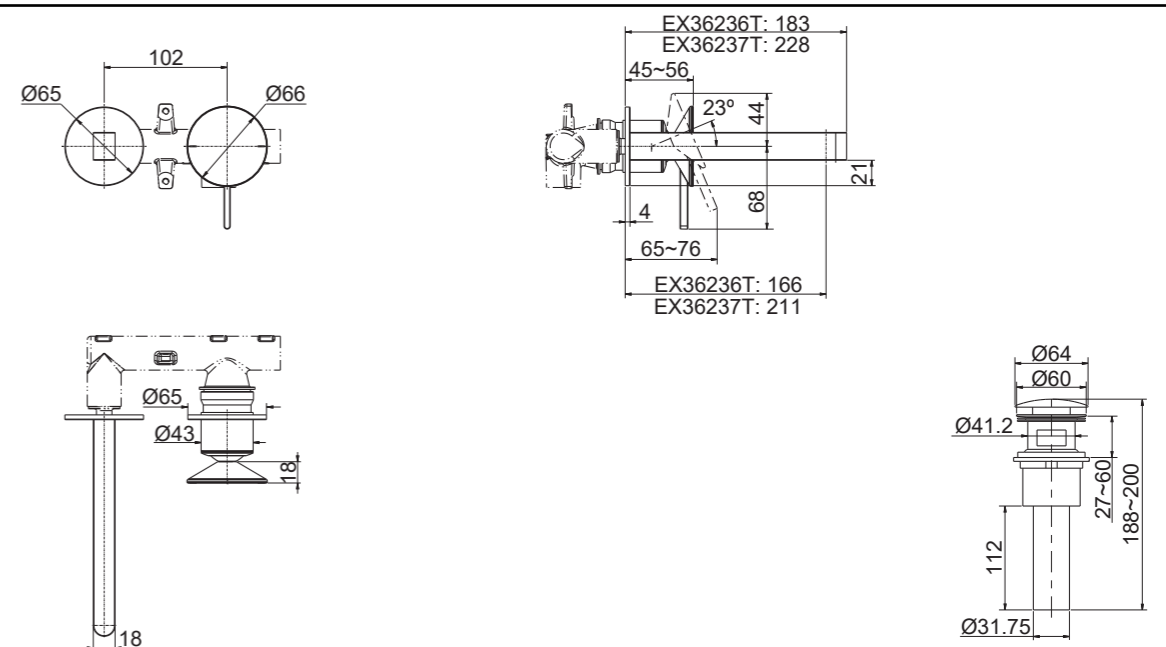 EX36236T: 183
EX36237T: 228
102
45~56
Ø65
Ø66
23º
44
21
4
68
65~76
EX36236T: 166
EX36237T: 211
Ø65
Ø43
18
18
Ø64
Ø60
Ø41.2
27~60
188~200
112
Ø31.75